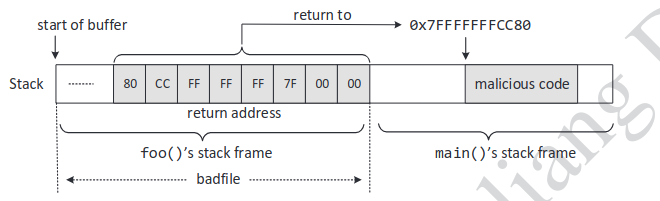 return to
start of buffer
0x7FFFFFFFCC80
Stack
80 CC FF FF FF 7F 00 00
malicious code
return address
foo()'s stack frame
main()'s stack frame
badfile
liang D